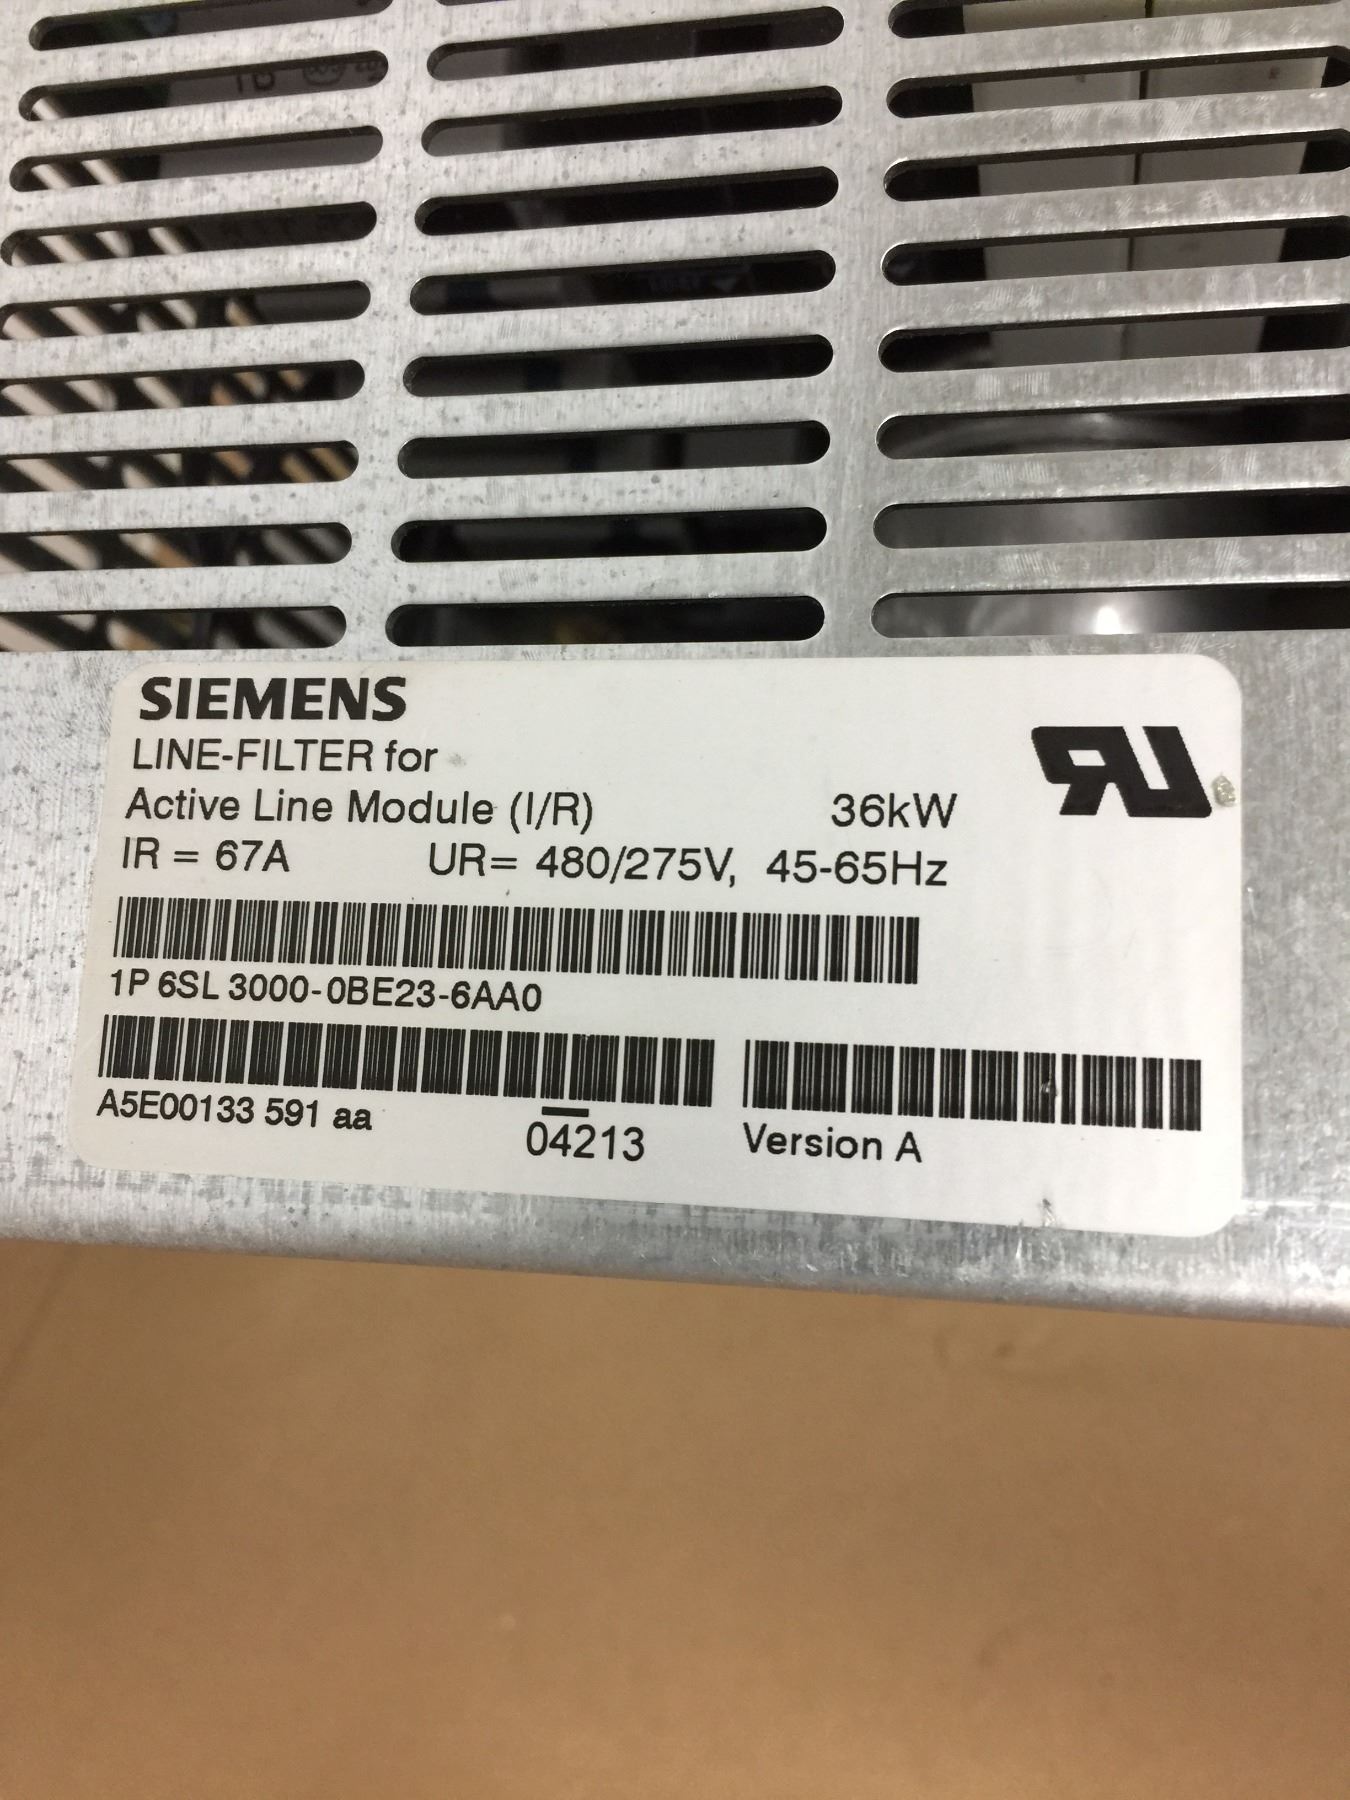 SIEMENS
LINE-FILTER for
Active Line Module (I/R) 36kW
IR = 67A UR= 480/275V, 45-65Hz
1P 6SL 3000-0BE23-6AA0
A5E00133 591 aa 04213 Version A